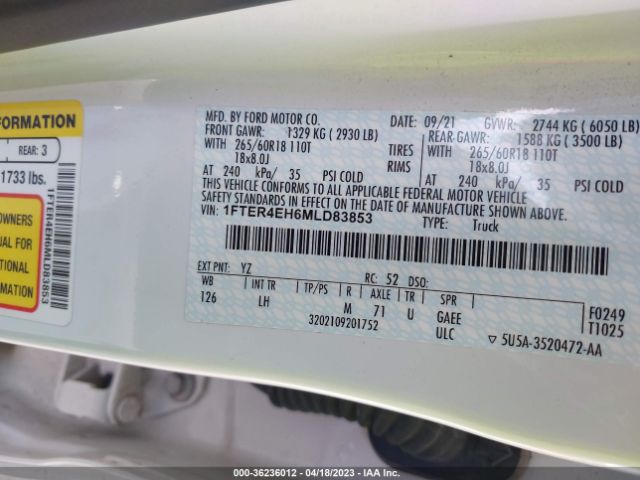 FORMATION
REAR: 3
1733 lbs.
OWNERS
UAL FOR
TIONAL
RMATION
1FTER4EH6MLD83853
MFD. BY FORD MOTOR CO.
DATE: 09/21 GVWR: 2744 KG ( 6050 LB)
FRONT GAWR: 1329 KG ( 2930 LB) REAR GAWR: 1588 KG ( 3500 LB)
WITH 265/60R18 110T TIRES WITH 265/60R18 110T
18x8.0J RIMS 18x8.0J
AT 240 kPa/ 35 PSI COLD AT 240 kPa/ 35 PSI COLD
THIS VEHICLE CONFORMS TO ALL APPLICABLE FEDERAL MOTOR VEHICLE
SAFETY STANDARDS IN EFFECT ON THE DATE OF MANUFACTURE SHOWN ABOVE.
VIN: 1FTER4EH6MLD83853
TYPE: Truck
EXT PNT: YZ RC: 52 DSO:
WB INT TR TP/PS R AXLE TR SPR
126 LH M 71 U GAEE
ULC
F0249
T1025
3202109201752
5U5A-3520472-AA
000-36236012 - 04/18/2023 - IAA Inc.